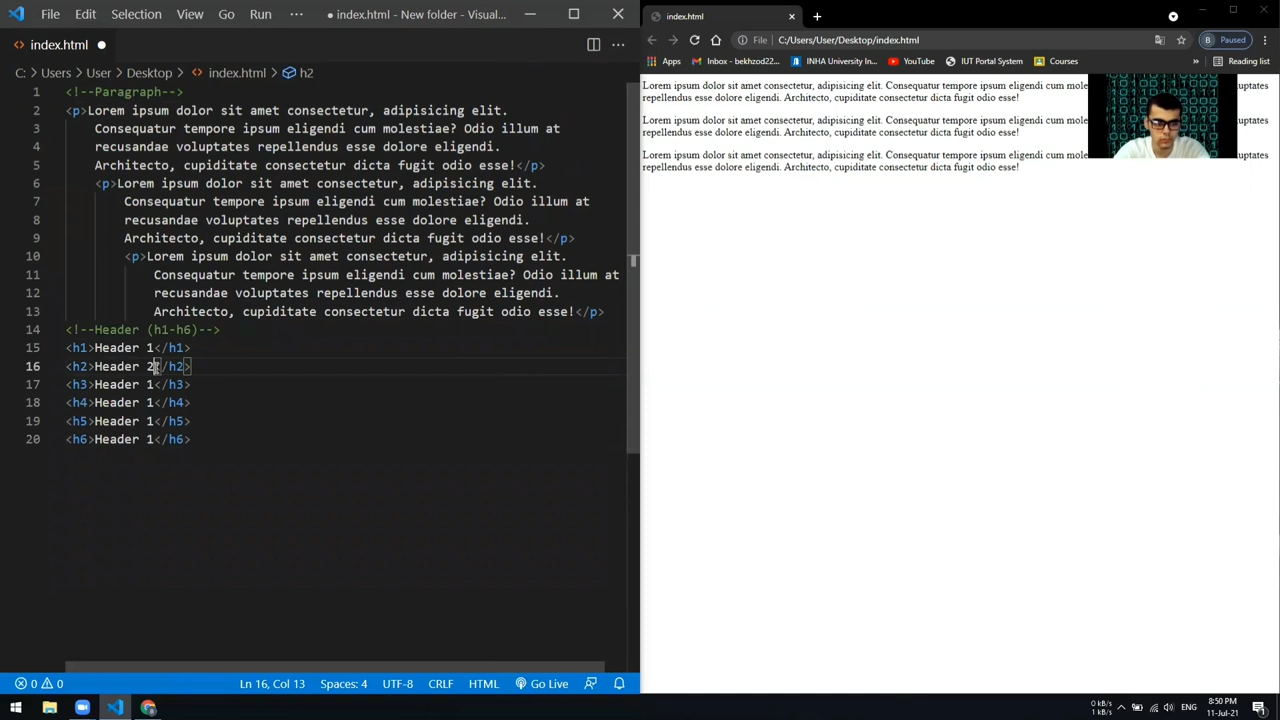 File Edit Selection View Go Run ··· ● index.html - New folder - Visual...
index.html ●
C: > Users > User > Desktop > index.html > h2
1 <!--Paragraph-->
2 <p>Lorem ipsum dolor sit amet consectetur, adipisicing elit.
3 Consequatur tempore ipsum eligendi cum molestiae? Odio illum at
4 recusandae voluptates repellendus esse dolore eligendi.
5 Architecto, cupiditate consectetur dicta fugit odio esse!</p>
6 <p>Lorem ipsum dolor sit amet consectetur, adipisicing elit.
7 Consequatur tempore ipsum eligendi cum molestiae? Odio illum at
8 recusandae voluptates repellendus esse dolore eligendi.
9 Architecto, cupiditate consectetur dicta fugit odio esse!</p>
10 <p>Lorem ipsum dolor sit amet consectetur, adipisicing elit.
11 Consequatur tempore ipsum eligendi cum molestiae? Odio illum at
12 recusandae voluptates repellendus esse dolore eligendi.
13 Architecto, cupiditate consectetur dicta fugit odio esse!</p>
14 <!--Header (h1-h6)-->
15 <h1>Header 1</h1>
16 <h2>Header 2</h2>
17 <h3>Header 1</h3>
18 <h4>Header 1</h4>
19 <h5>Header 1</h5>
20 <h6>Header 1</h6>
0 0 Ln 16, Col 13 Spaces: 4 UTF-8 CRLF HTML Go Live
index.html
File C:/Users/User/Desktop/index.html B Paused
Apps Inbox - bekhzod22... INHA University In... YouTube IUT Portal System Courses » Reading list
Lorem ipsum dolor sit amet consectetur, adipisicing elit. Consequatur tempore ipsum eligendi cum mole uptates
repellendus esse dolore eligendi. Architecto, cupiditate consectetur dicta fugit odio esse!
Lorem ipsum dolor sit amet consectetur, adipisicing elit. Consequatur tempore ipsum eligendi cum mole uptates
repellendus esse dolore eligendi. Architecto, cupiditate consectetur dicta fugit odio esse!
Lorem ipsum dolor sit amet consectetur, adipisicing elit. Consequatur tempore ipsum eligendi cum mole uptates
repellendus esse dolore eligendi. Architecto, cupiditate consectetur dicta fugit odio esse!
0 kB/s
1 kB/s
ENG
8:50 PM
11-Jul-21
1